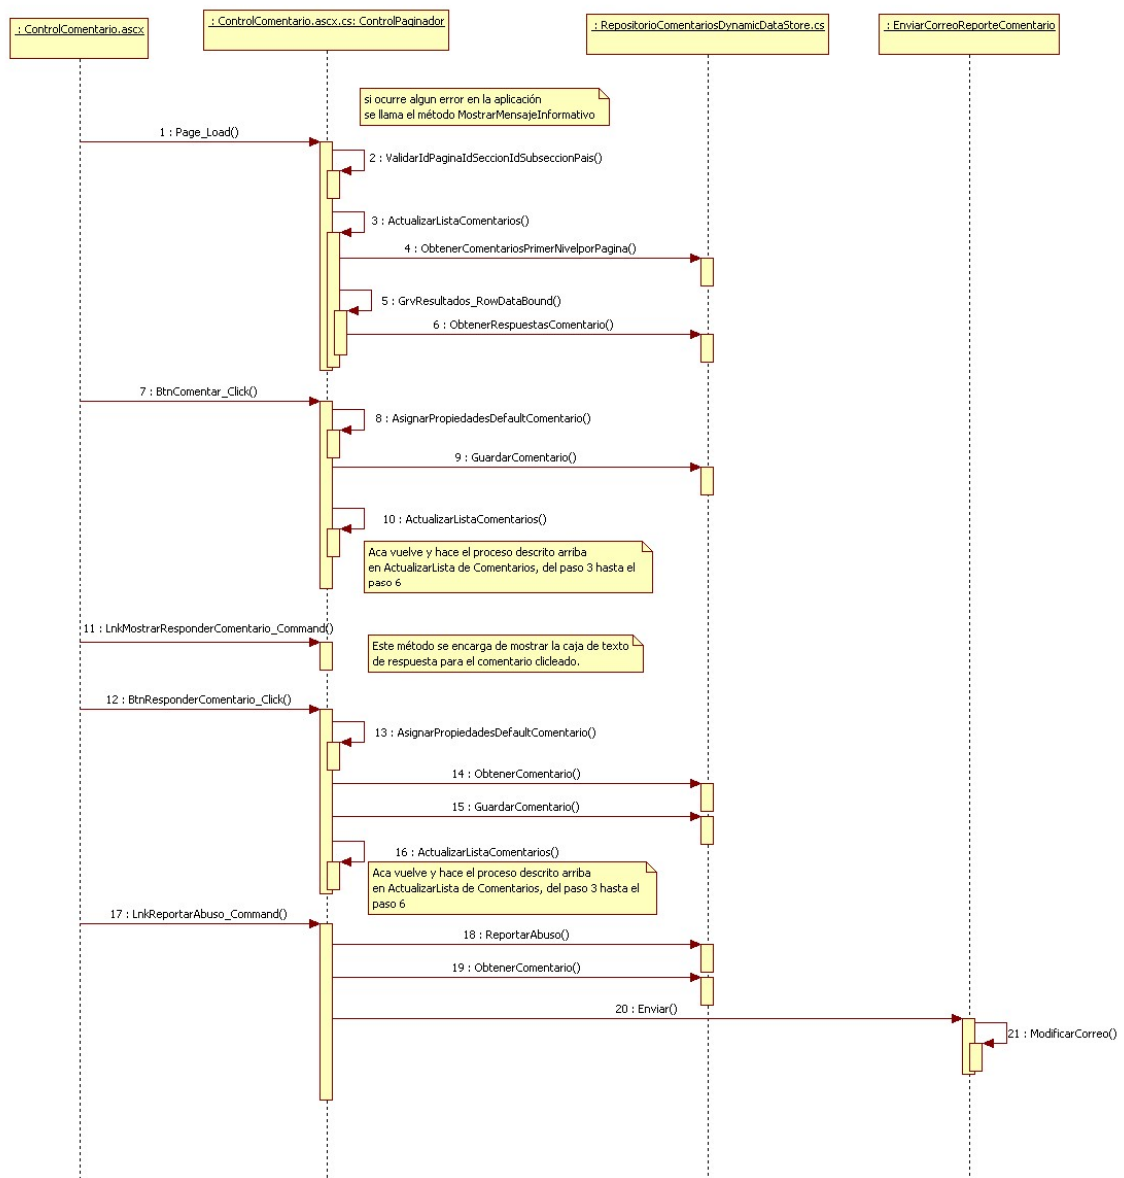 : ControlComentario.ascx
: ControlComentario.ascx.cs: ControlPaginador
: RepositorioComentariosDynamicDataStore.cs
: EnviarCorreoReporteComentario
si ocurre algun error en la aplicación
se llama el método MostrarMensajeInformativo
1 : Page_Load()
2 : ValidarIdPaginaIdSeccionIdSubseccionPais()
3 : ActualizarListaComentarios()
4 : ObtenerComentariosPrimerNivelporPagina()
5 : GrvResultados_RowDataBound()
6 : ObtenerRespuestasComentario()
7 : BtnComentar_Click()
8 : AsignarPropiedadesDefaultComentario()
9 : GuardarComentario()
10 : ActualizarListaComentarios()
Aca vuelve y hace el proceso descrito arriba
en ActualizarLista de Comentarios, del paso 3 hasta el
paso 6
11 : LnkMostrarResponderComentario_Command()
Este método se encarga de mostrar la caja de texto
de respuesta para el comentario clicleado.
12 : BtnResponderComentario_Click()
13 : AsignarPropiedadesDefaultComentario()
14 : ObtenerComentario()
15 : GuardarComentario()
16 : ActualizarListaComentarios()
Aca vuelve y hace el proceso descrito arriba
en ActualizarLista de Comentarios, del paso 3 hasta el
paso 6
17 : LnkReportarAbuso_Command()
18 : ReportarAbuso()
19 : ObtenerComentario()
20 : Enviar()
21 : ModificarCorreo()